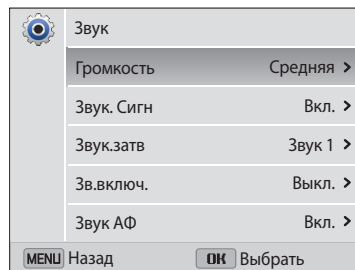 Звук
Громкость Средняя >
Звук. Сигн Вкл. >
Звук.затв Звук 1 >
Зв.включ. Выкл. >
Звук АФ Вкл. >
MENU Назад OK Выбрать